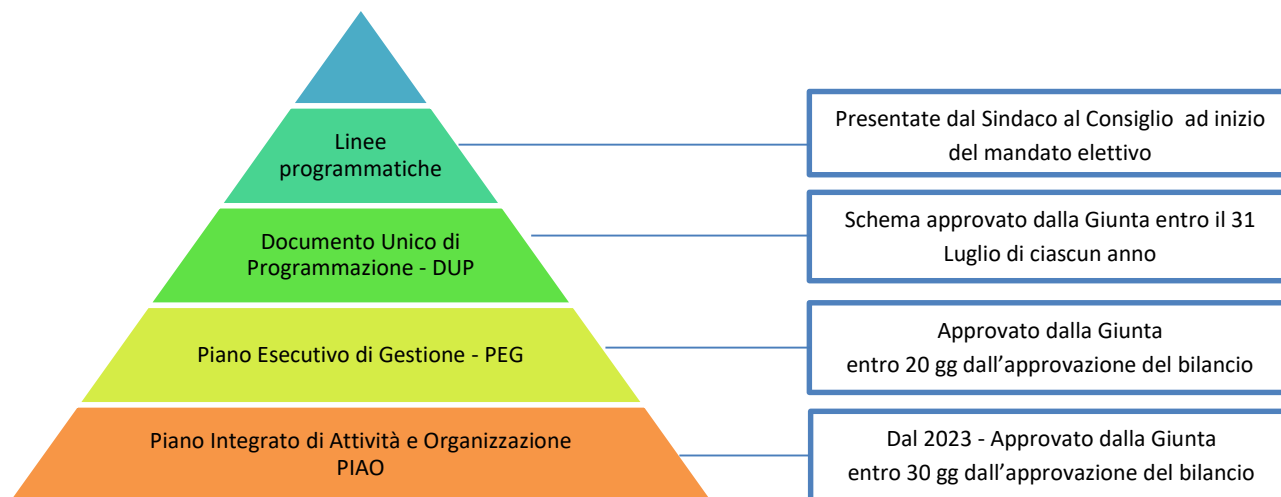 Linee
programmatiche
Presentate dal Sindaco al Consiglio ad inizio
del mandato elettivo
Documento Unico di
Programmazione - DUP
Schema approvato dalla Giunta entro il 31
Luglio di ciascun anno
Piano Esecutivo di Gestione - PEG
Approvato dalla Giunta
entro 20 gg dall’approvazione del bilancio
Piano Integrato di Attività e Organizzazione
PIAO
Dal 2023 - Approvato dalla Giunta
entro 30 gg dall’approvazione del bilancio